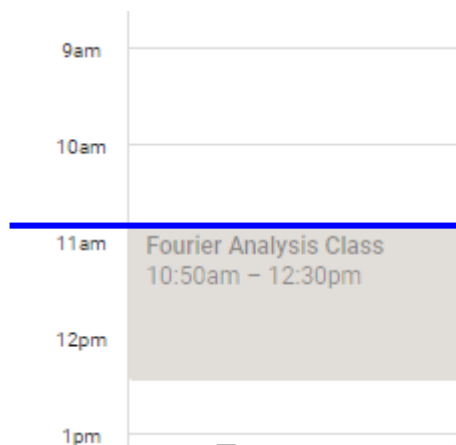 9am
10am
11am
Fourier Analysis Class
10:50am – 12:30pm
12pm
1pm